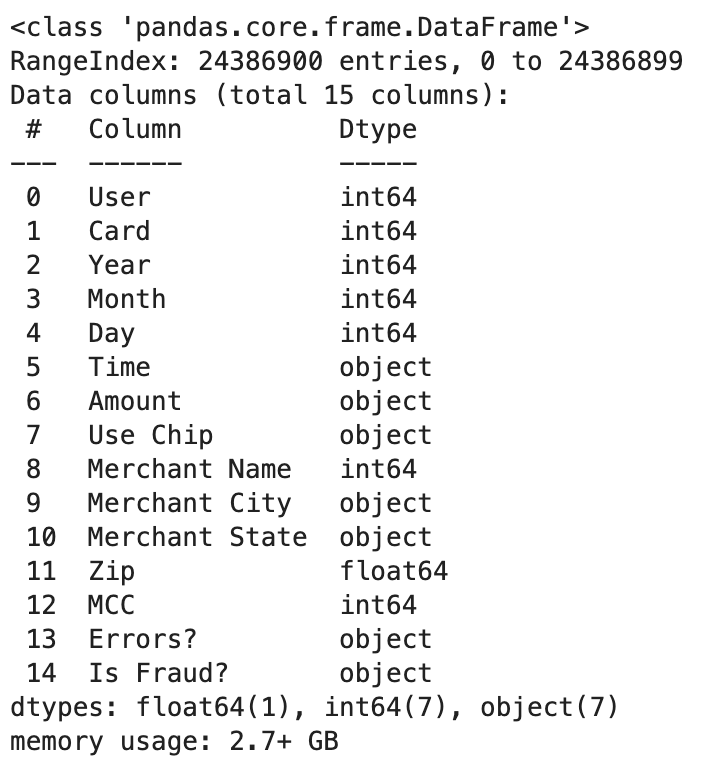 <class 'pandas.core.frame.DataFrame'>
RangeIndex: 24386900 entries, 0 to 24386899
Data columns (total 15 columns):
 #   Column          Dtype
---  ------          -----
 0   User            int64
 1   Card            int64
 2   Year            int64
 3   Month           int64
 4   Day             int64
 5   Time            object
 6   Amount          object
 7   Use Chip        object
 8   Merchant Name   int64
 9   Merchant City   object
 10  Merchant State  object
 11  Zip             float64
 12  MCC             int64
 13  Errors?         object
 14  Is Fraud?       object
dtypes: float64(1), int64(7), object(7)
memory usage: 2.7+ GB